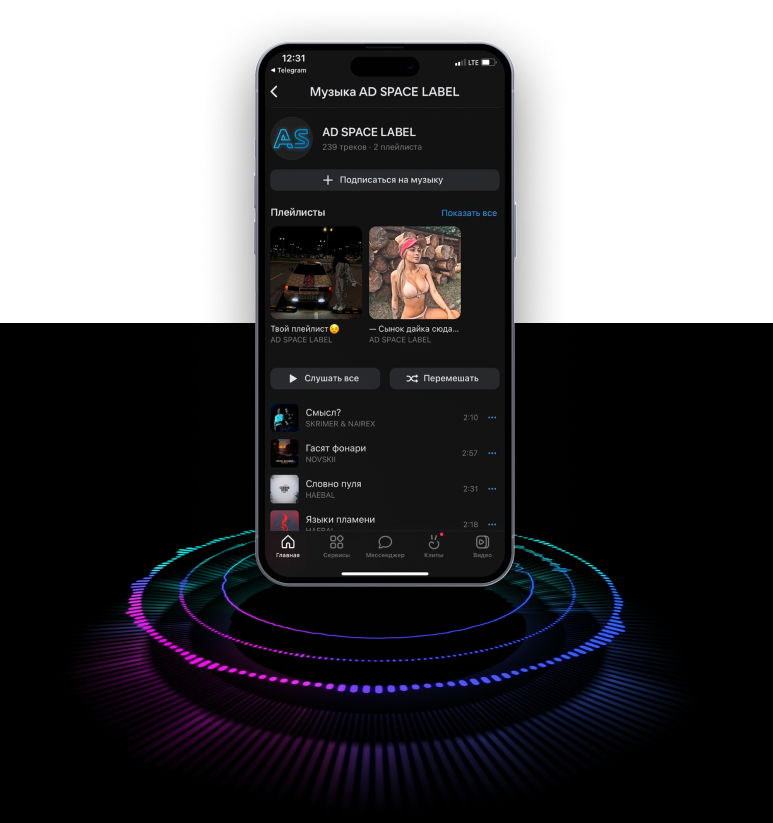 12:31
LTE
◀ Telegram
Музыка AD SPACE LABEL
AS
AD SPACE LABEL
239 треков · 2 плейлиста
+ Подписаться на музыку
Плейлисты
Показать все
Твой плейлист😉
AD SPACE LABEL
— Сынок дайка сюда...
AD SPACE LABEL
Слушать все
Перемешать
Смысл?
SKRIMER & NAIREX
2:10
Гасят фонари
NOVSKII
2:57
Словно пуля
HAEBAL
2:31
Языки пламени
HAEBAL
2:18
Главная
Сервисы
Мессенджер
Клипы
Видео